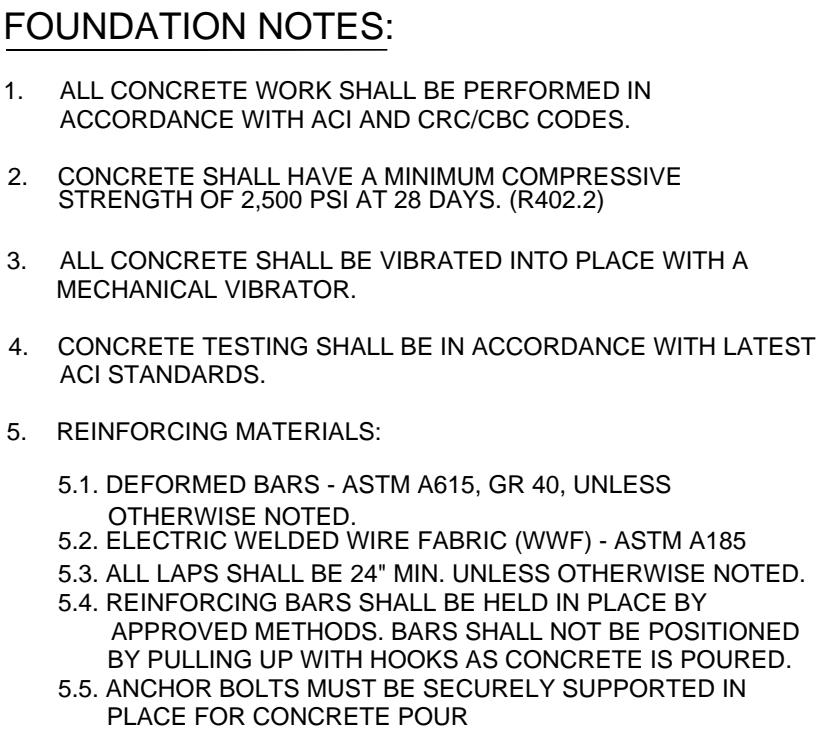 FOUNDATION NOTES:
1. ALL CONCRETE WORK SHALL BE PERFORMED IN
ACCORDANCE WITH ACI AND CRC/CBC CODES.
2. CONCRETE SHALL HAVE A MINIMUM COMPRESSIVE
STRENGTH OF 2,500 PSI AT 28 DAYS. (R402.2)
3. ALL CONCRETE SHALL BE VIBRATED INTO PLACE WITH A
MECHANICAL VIBRATOR.
4. CONCRETE TESTING SHALL BE IN ACCORDANCE WITH LATEST
ACI STANDARDS.
5. REINFORCING MATERIALS:
5.1. DEFORMED BARS - ASTM A615, GR 40, UNLESS
OTHERWISE NOTED.
5.2. ELECTRIC WELDED WIRE FABRIC (WWF) - ASTM A185
5.3. ALL LAPS SHALL BE 24" MIN. UNLESS OTHERWISE NOTED.
5.4. REINFORCING BARS SHALL BE HELD IN PLACE BY
APPROVED METHODS. BARS SHALL NOT BE POSITIONED
BY PULLING UP WITH HOOKS AS CONCRETE IS POURED.
5.5. ANCHOR BOLTS MUST BE SECURELY SUPPORTED IN
PLACE FOR CONCRETE POUR